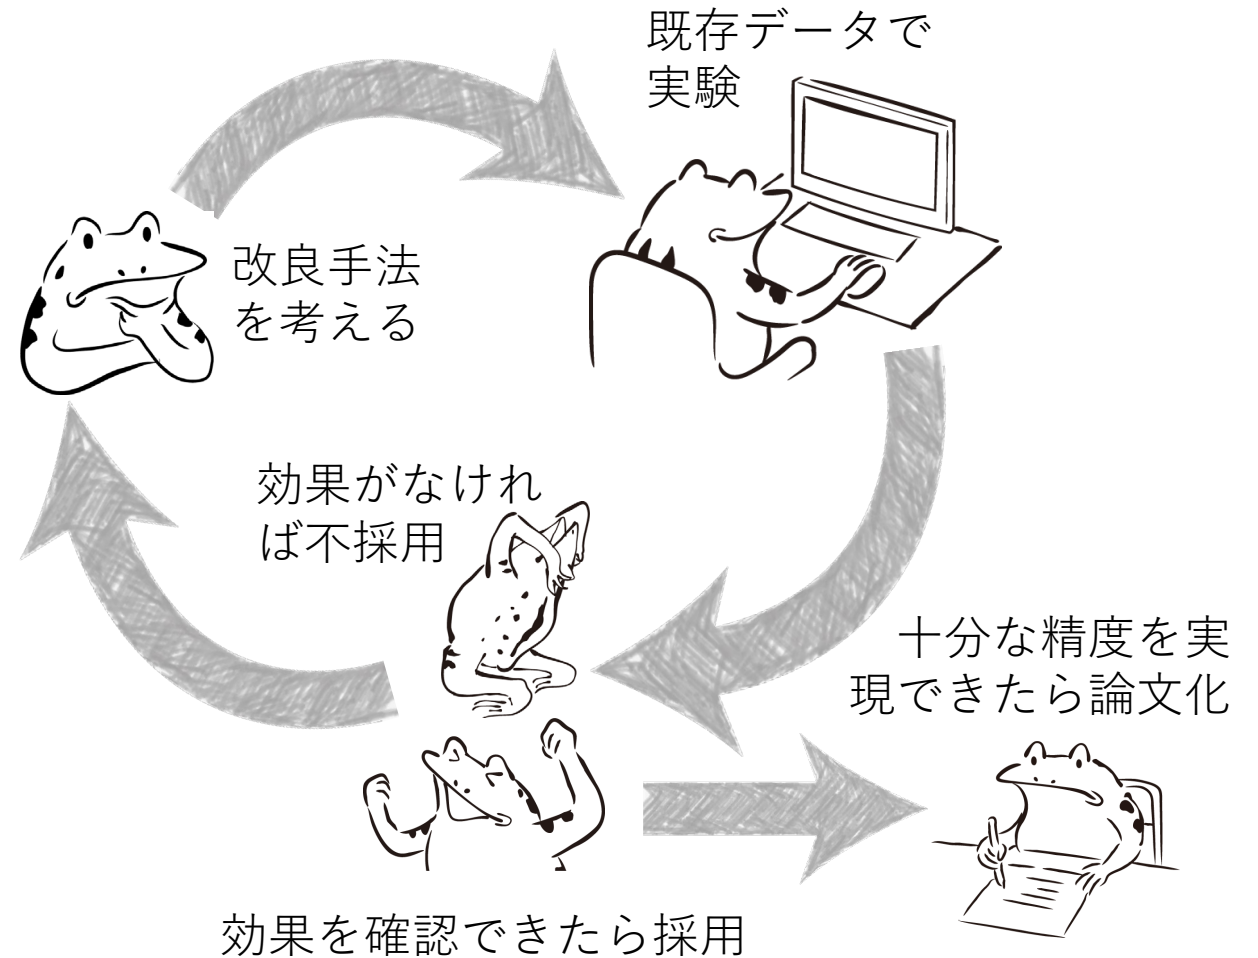 既存データで
実験
改良手法
を考える
効果がなけれ
ば不採用
十分な精度を実
現できたら論文化
効果を確認できたら採用